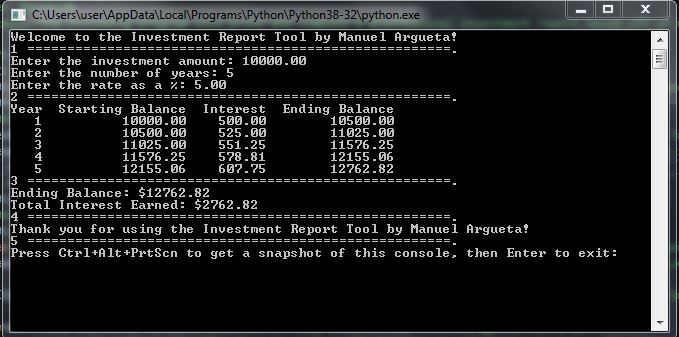 C:\Users\user\AppData\Local\Programs\Python\Python38-32\python.exe
Welcome to the Investment Report Tool by Manuel Argueta!
1 =====================================================.
Enter the investment amount: 10000.00
Enter the number of years: 5
Enter the rate as a %: 5.00
2 =====================================================.
Year  Starting Balance  Interest  Ending Balance
   1          10000.00    500.00        10500.00
   2          10500.00    525.00        11025.00
   3          11025.00    551.25        11576.25
   4          11576.25    578.81        12155.06
   5          12155.06    607.75        12762.82
3 =====================================================.
Ending Balance: $12762.82
Total Interest Earned: $2762.82
4 =====================================================.
Thank you for using the Investment Report Tool by Manuel Argueta!
5 =====================================================.
Press Ctrl+Alt+PrtScn to get a snapshot of this console, then Enter to exit: